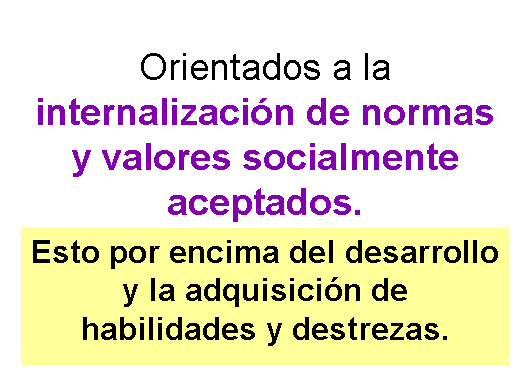 Orientados a la
internalización de normas
y valores socialmente
aceptados.
Esto por encima del desarrollo
y la adquisición de
habilidades y destrezas.